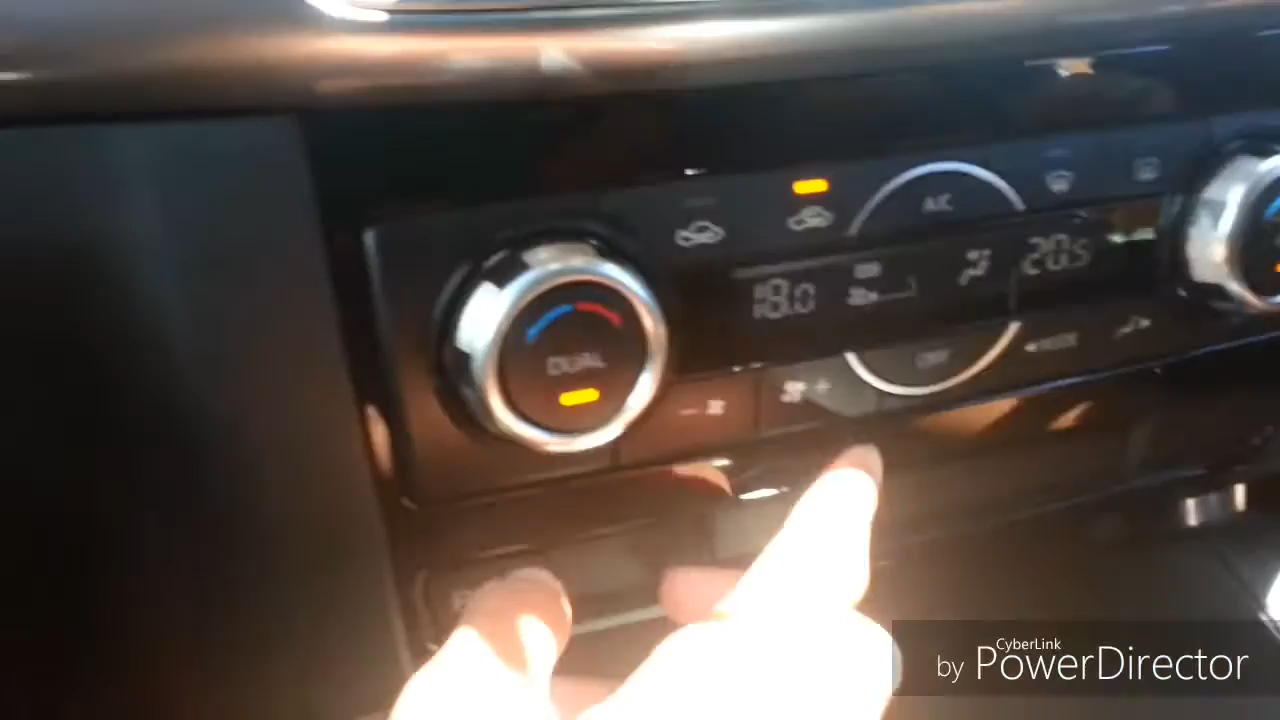 A/C
18.0
20.5
DUAL
OFF
MODE
CyberLink
by PowerDirector